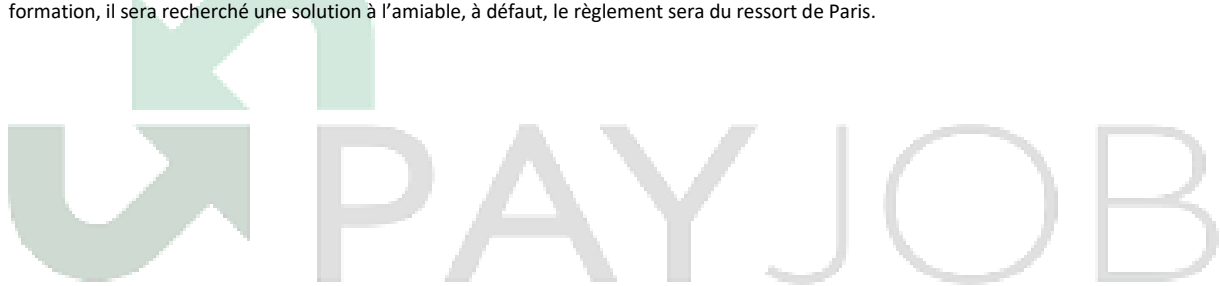 formation, il sera recherché une solution à l’amiable, à défaut, le règlement sera du ressort de Paris.
PAYJOB